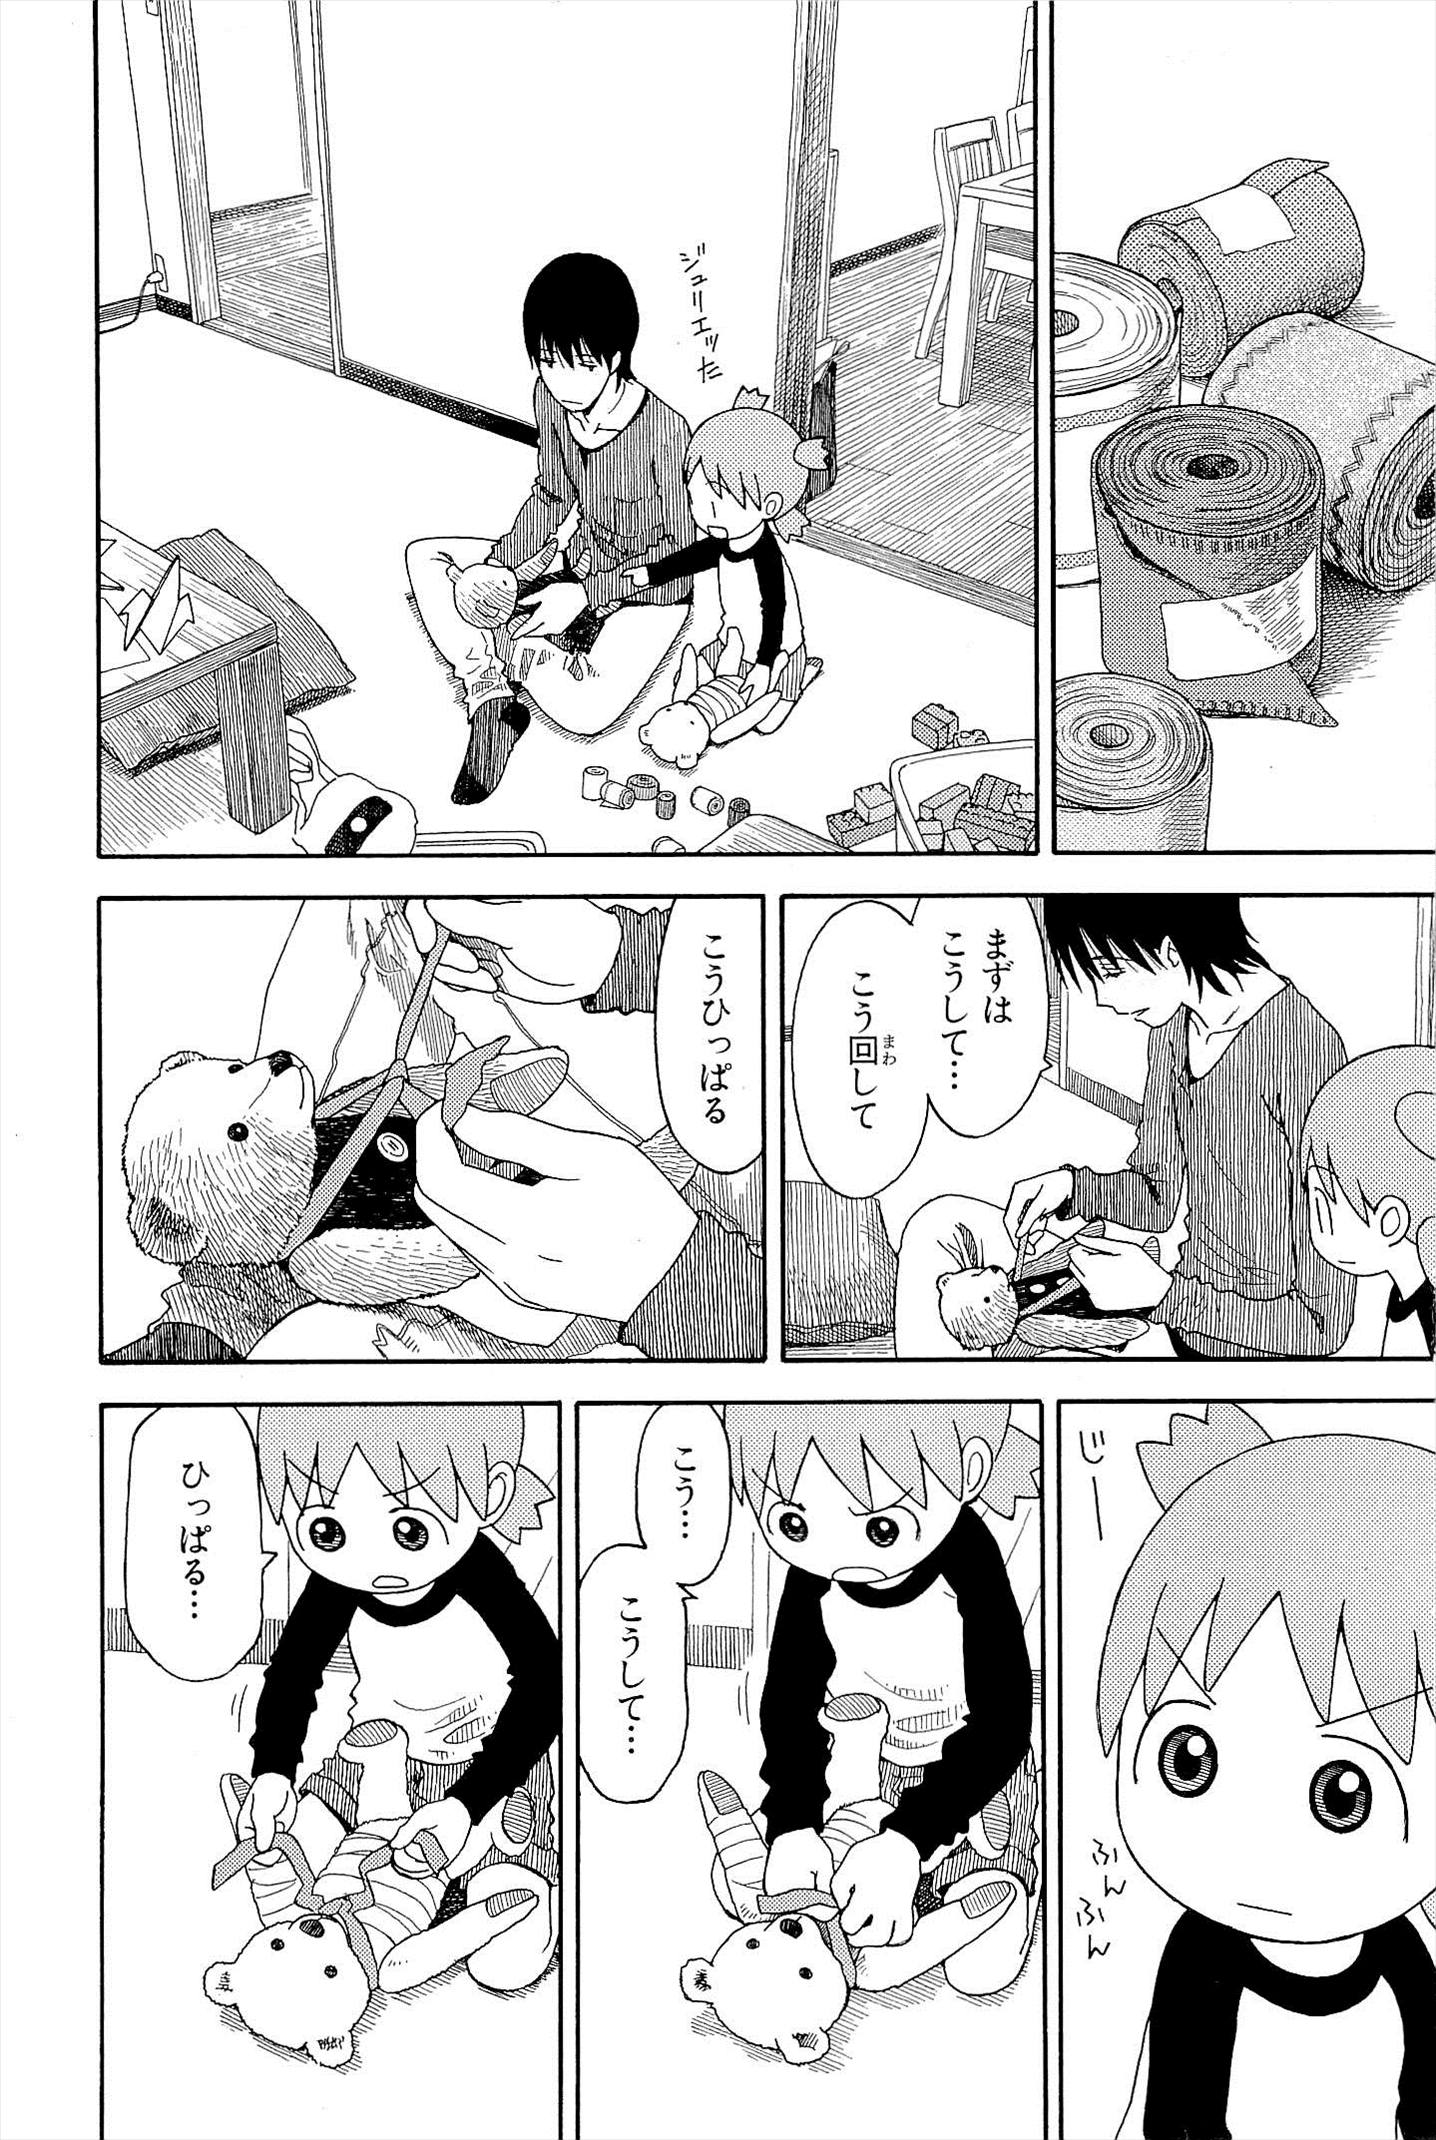 ジュリエッた
まずは
こうして…
こう回して
まわ
こうひっぱる
じー
ふんふん
こう…
こうして…
ひっぱる…